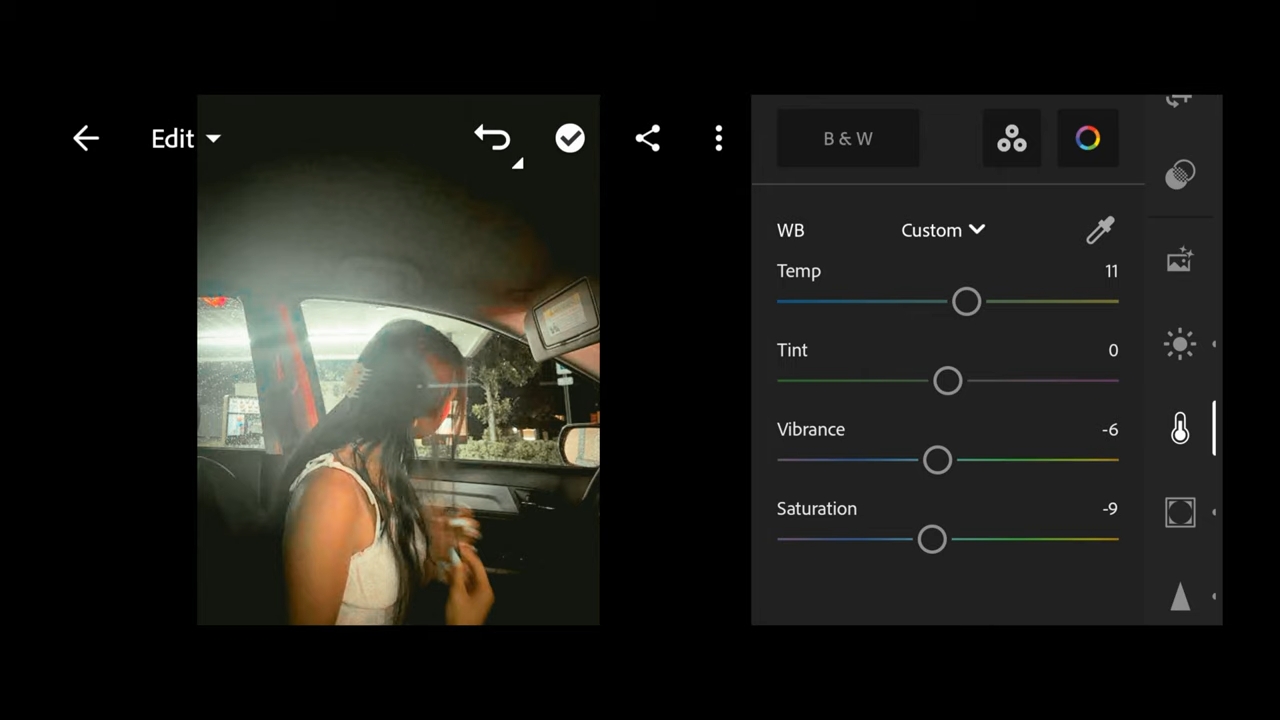 Edit
B & W
WB Custom
Temp 11
Tint 0
Vibrance -6
Saturation -9